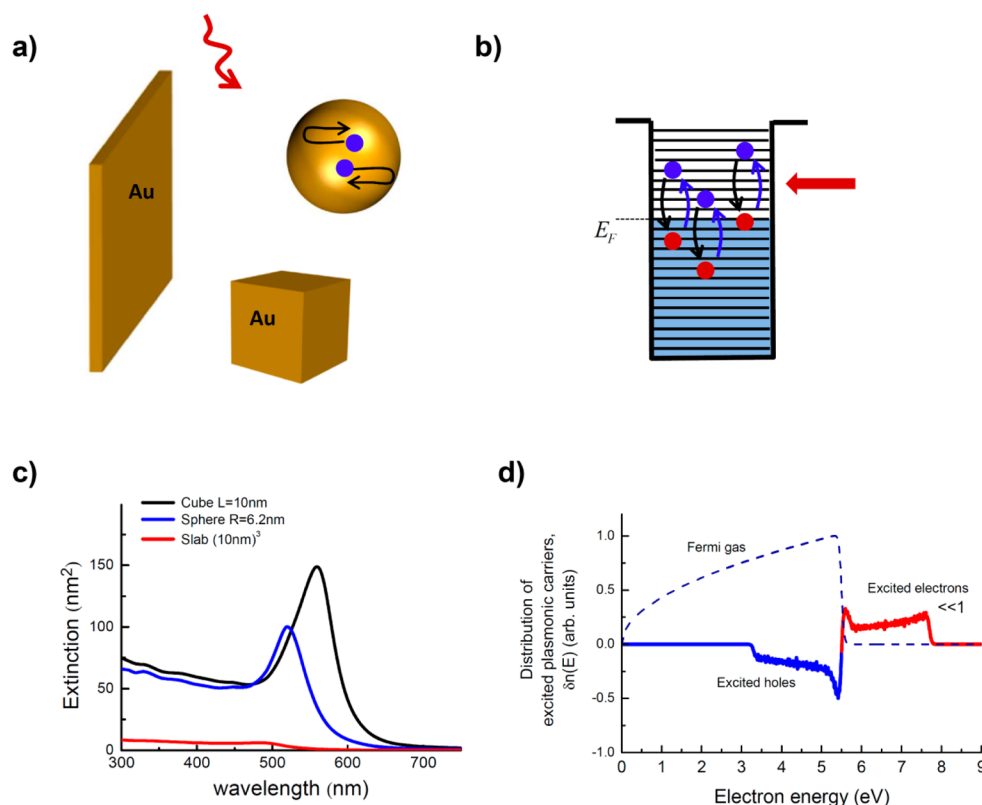 a)
Au
Au
b)
E_F
c)
Cube L=10nm
Sphere R=6.2nm
Slab (10nm)³
Extinction (nm²)
150
100
50
0
300 400 500 600 700
wavelength (nm)
d)
Distribution of
excited plasmonic carriers,
δn(E) (arb. units)
1.0
0.5
0.0
-0.5
-1.0
Fermi gas
Excited electrons
<<1
Excited holes
0 1 2 3 4 5 6 7 8 9
Electron energy (eV)